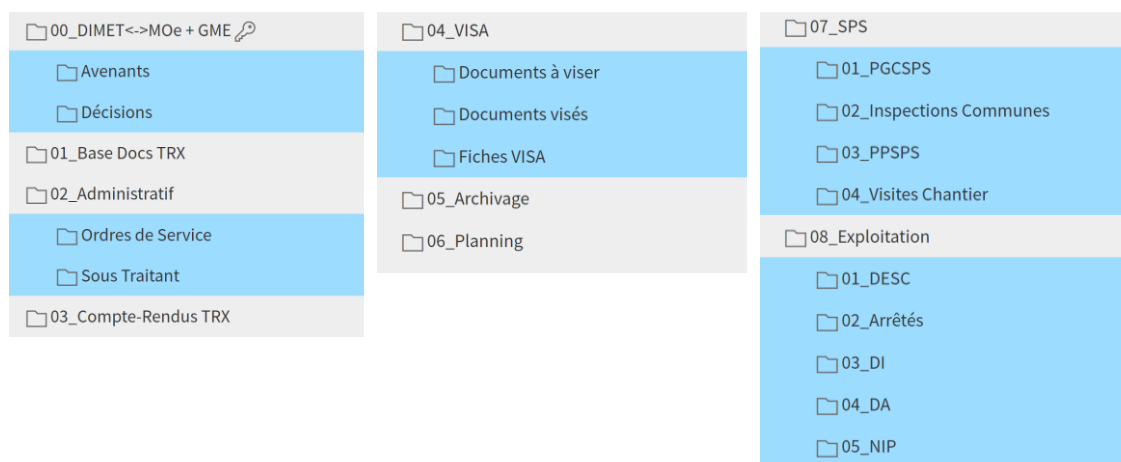 00_DIMET<->MOe + GME
Avenants
Décisions
01_Base Docs TRX
02_Administratif
Ordres de Service
Sous Traitant
03_Compte-Rendus TRX
04_VISA
Documents à viser
Documents visés
Fiches VISA
05_Archivage
06_Planning
07_SPS
01_PGCSPS
02_Inspections Communes
03_PPSPS
04_Visites Chantier
08_Exploitation
01_DESC
02_Arrêtés
03_DI
04_DA
05_NIP